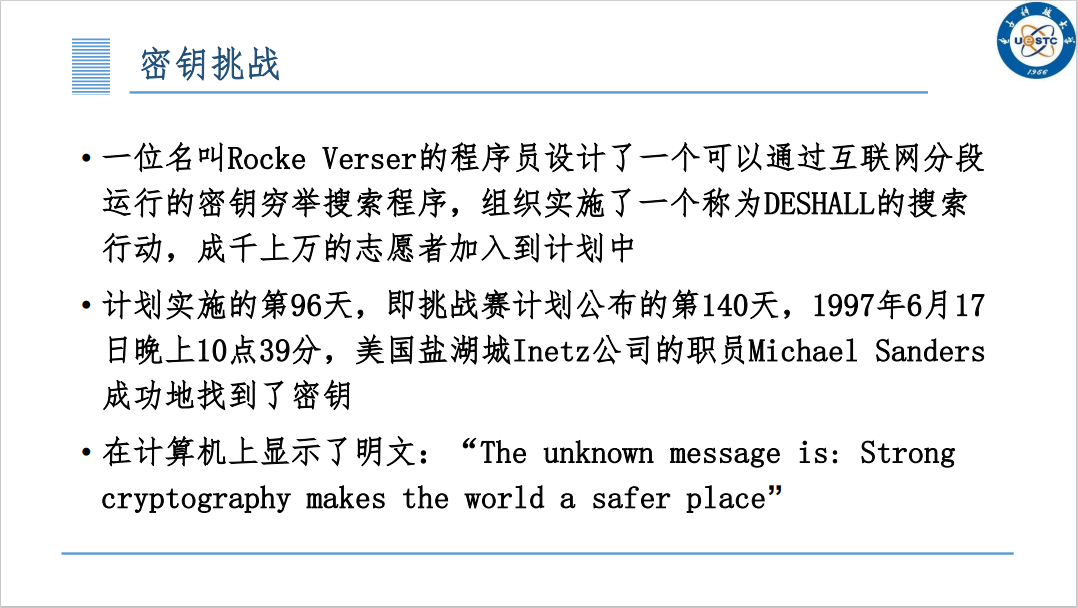 密钥挑战
电子科技大学
UESTC
1956
•一位名叫Rocke Verser的程序员设计了一个可以通过互联网分段
运行的密钥穷举搜索程序，组织实施了一个称为DESHALL的搜索
行动，成千上万的志愿者加入到计划中
•计划实施的第96天，即挑战赛计划公布的第140天，1997年6月17
日晚上10点39分，美国盐湖城Inetz公司的职员Michael Sanders
成功地找到了密钥
•在计算机上显示了明文：“The unknown message is: Strong
cryptography makes the world a safer place”